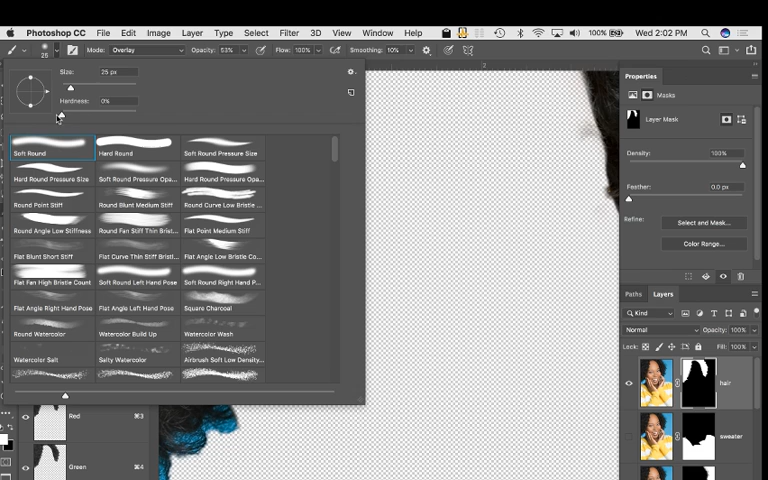 Photoshop CC File Edit Image Layer Type Select Filter 3D View Window Help 100% Wed 2:02 PM
25 Mode: Overlay Opacity: 53% Flow: 100% Smoothing: 10%
Size: 25 px
Hardness: 0%
Soft Round Hard Round Soft Round Pressure Size
Hard Round Pressure Size Soft Round Pressure Opa... Hard Round Pressure Opa...
Round Point Stiff Round Blunt Medium Stiff Round Curve Low Bristle ...
Round Angle Low Stiffness Round Fan Stiff Thin Brist... Flat Point Medium Stiff
Flat Blunt Short Stiff Flat Curve Thin Stiff Bristl... Flat Angle Low Bristle Co...
Flat Fan High Bristle Count Soft Round Left Hand Pose Soft Round Right Hand P...
Flat Angle Right Hand Pose Flat Angle Left Hand Pose Square Charcoal
Round Watercolor Watercolor Build Up Watercolor Wash
Watercolor Salt Salty Watercolor Airbrush Soft Low Density...
Red ⌘3
Green ⌘4
2
Properties
Masks
Layer Mask
Density: 100%
Feather: 0.0 px
Refine: Select and Mask...
Color Range...
Paths Layers
Kind
Normal Opacity: 100%
Lock: Fill: 100%
hair
sweater